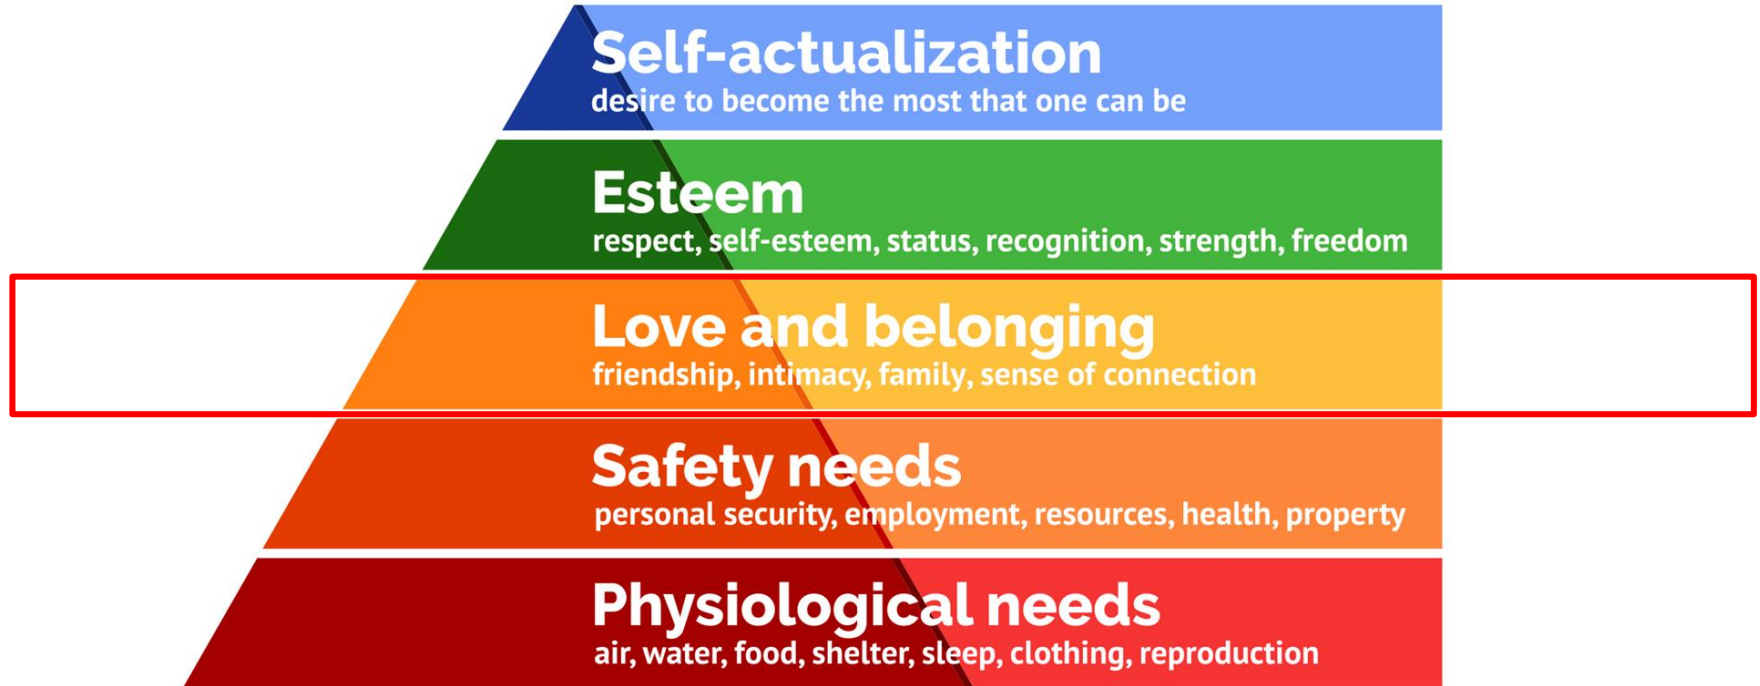 Self-actualization
desire to become the most that one can be
Esteem
respect, self-esteem, status, recognition, strength, freedom
Love and belonging
friendship, intimacy, family, sense of connection
Safety needs
personal security, employment, resources, health, property
Physiological needs
air, water, food, shelter, sleep, clothing, reproduction